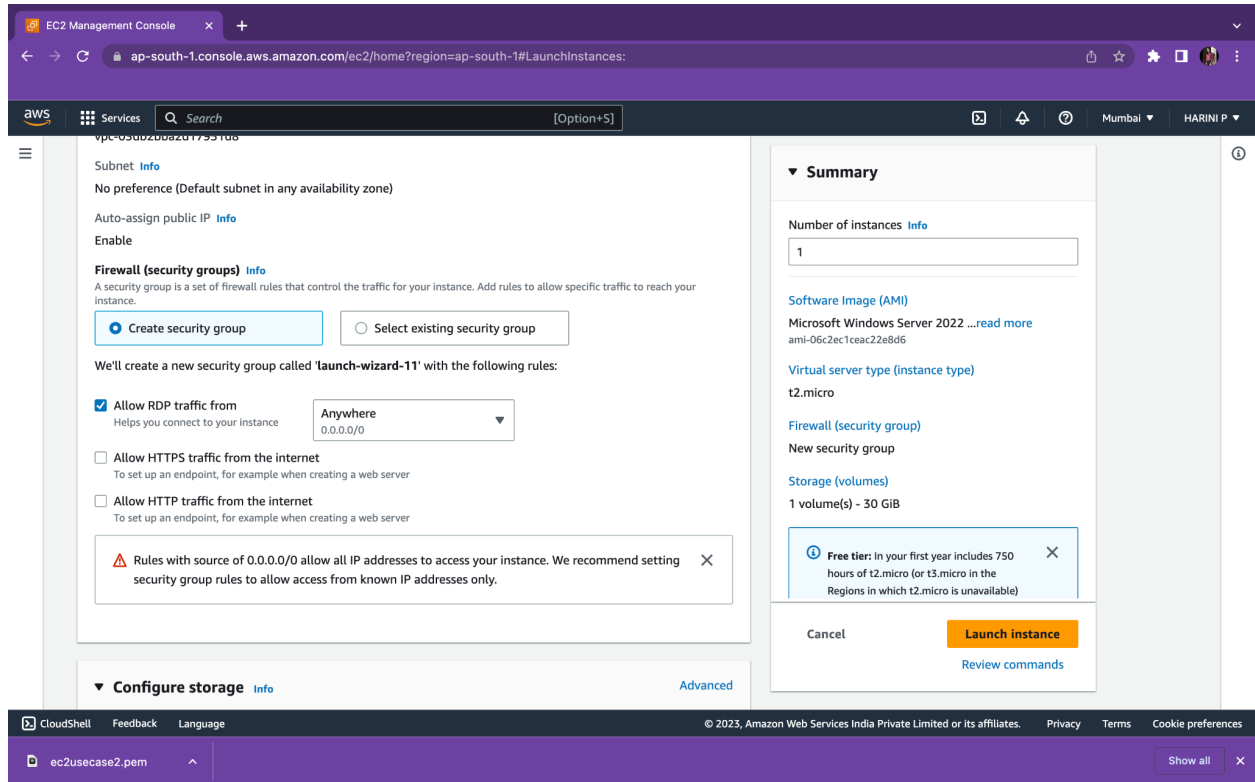 EC2 Management Console
ap-south-1.console.aws.amazon.com/ec2/home?region=ap-south-1#LaunchInstances:
aws
Services
Search
[Option+S]
Mumbai
HARINI P
Subnet Info
No preference (Default subnet in any availability zone)
Auto-assign public IP Info
Enable
Firewall (security groups) Info
A security group is a set of firewall rules that control the traffic for your instance. Add rules to allow specific traffic to reach your
instance.
Create security group
Select existing security group
We'll create a new security group called 'launch-wizard-11' with the following rules:
Allow RDP traffic from
Helps you connect to your instance
Anywhere
0.0.0.0/0
Allow HTTPS traffic from the internet
To set up an endpoint, for example when creating a web server
Allow HTTP traffic from the internet
To set up an endpoint, for example when creating a web server
Rules with source of 0.0.0.0/0 allow all IP addresses to access your instance. We recommend setting
security group rules to allow access from known IP addresses only.
Configure storage Info
Advanced
Summary
Number of instances Info
1
Software Image (AMI)
Microsoft Windows Server 2022 ...read more
ami-06c2ec1ceac22e8d6
Virtual server type (instance type)
t2.micro
Firewall (security group)
New security group
Storage (volumes)
1 volume(s) - 30 GiB
Free tier: In your first year includes 750
hours of t2.micro (or t3.micro in the
Regions in which t2.micro is unavailable)
Cancel
Launch instance
Review commands
CloudShell
Feedback
Language
© 2023, Amazon Web Services India Private Limited or its affiliates.
Privacy
Terms
Cookie preferences
ec2usecase2.pem
Show all